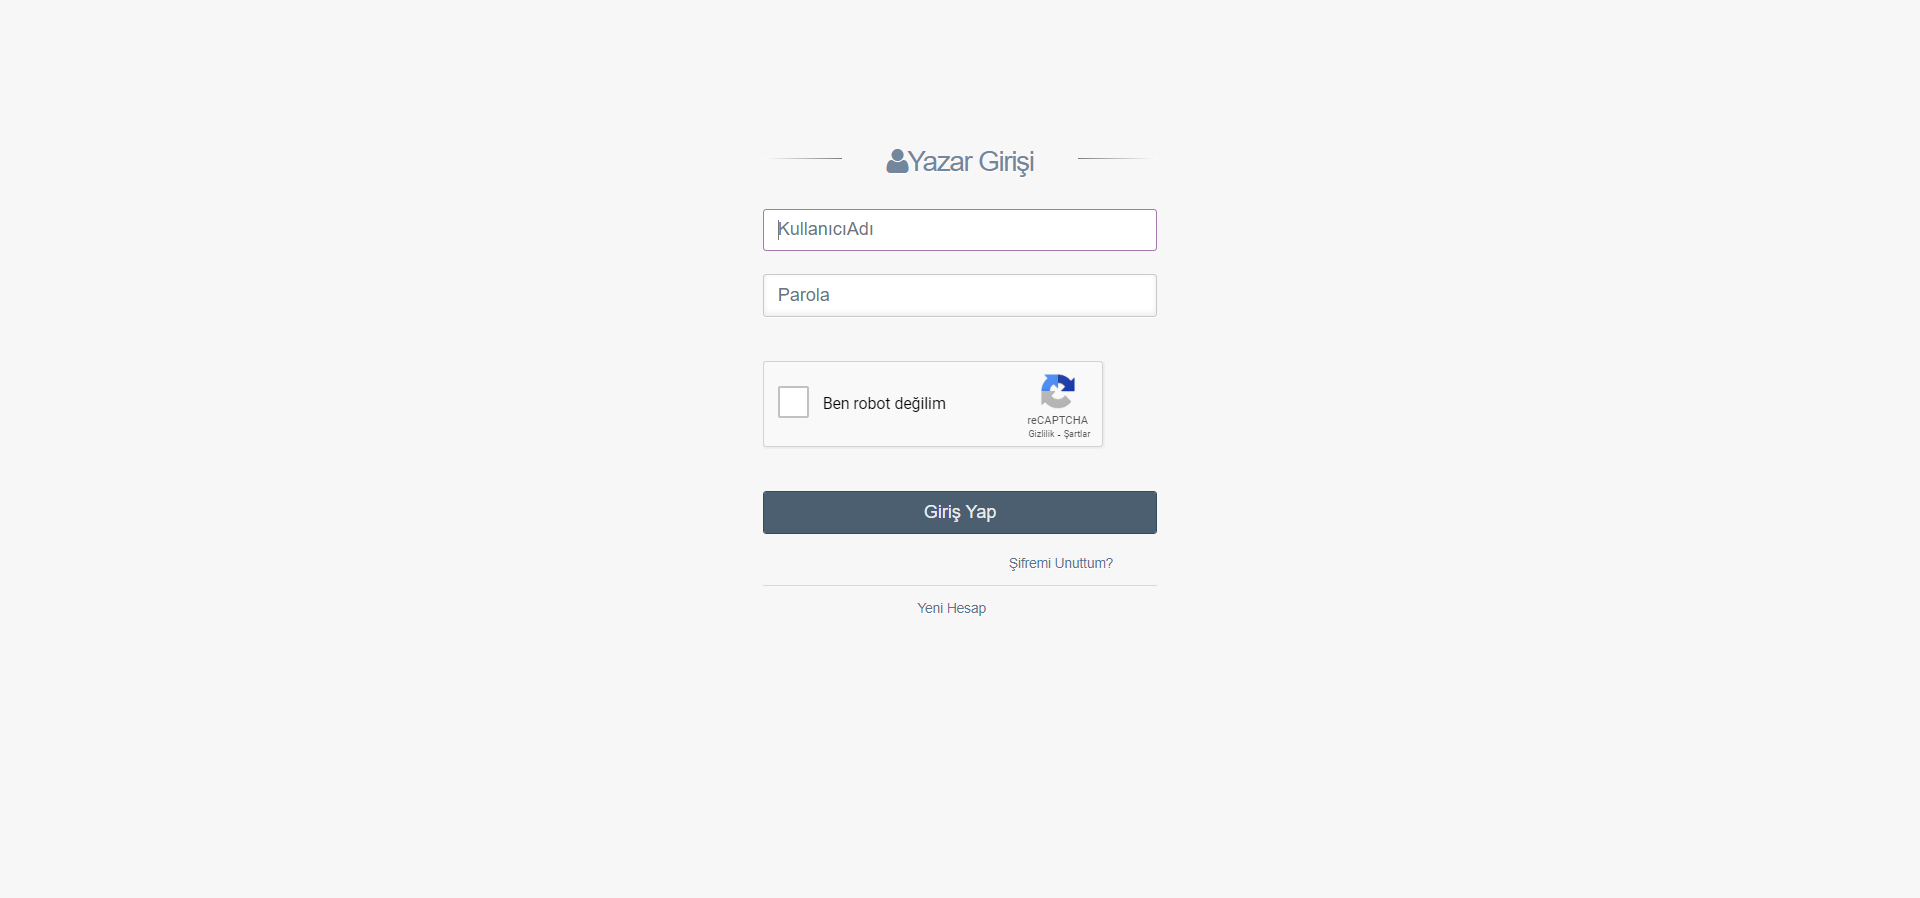 Yazar Girişi
KullanıcıAdı
Parola
Ben robot değilim
reCAPTCHA
Gizlilik - Şartlar
Giriş Yap
Şifremi Unuttum?
Yeni Hesap